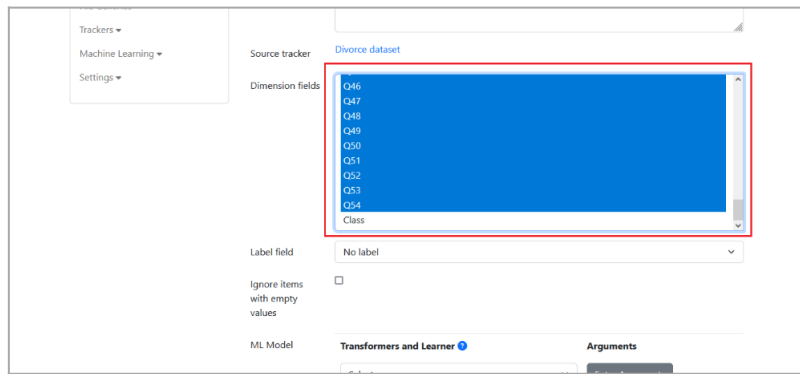 Trackers
Machine Learning
Settings
Source tracker
Divorce dataset
Dimension fields
Q46
Q47
Q48
Q49
Q50
Q51
Q52
Q53
Q54
Class
Label field
No label
Ignore items
with empty
values
ML Model
Transformers and Learner ?
Arguments